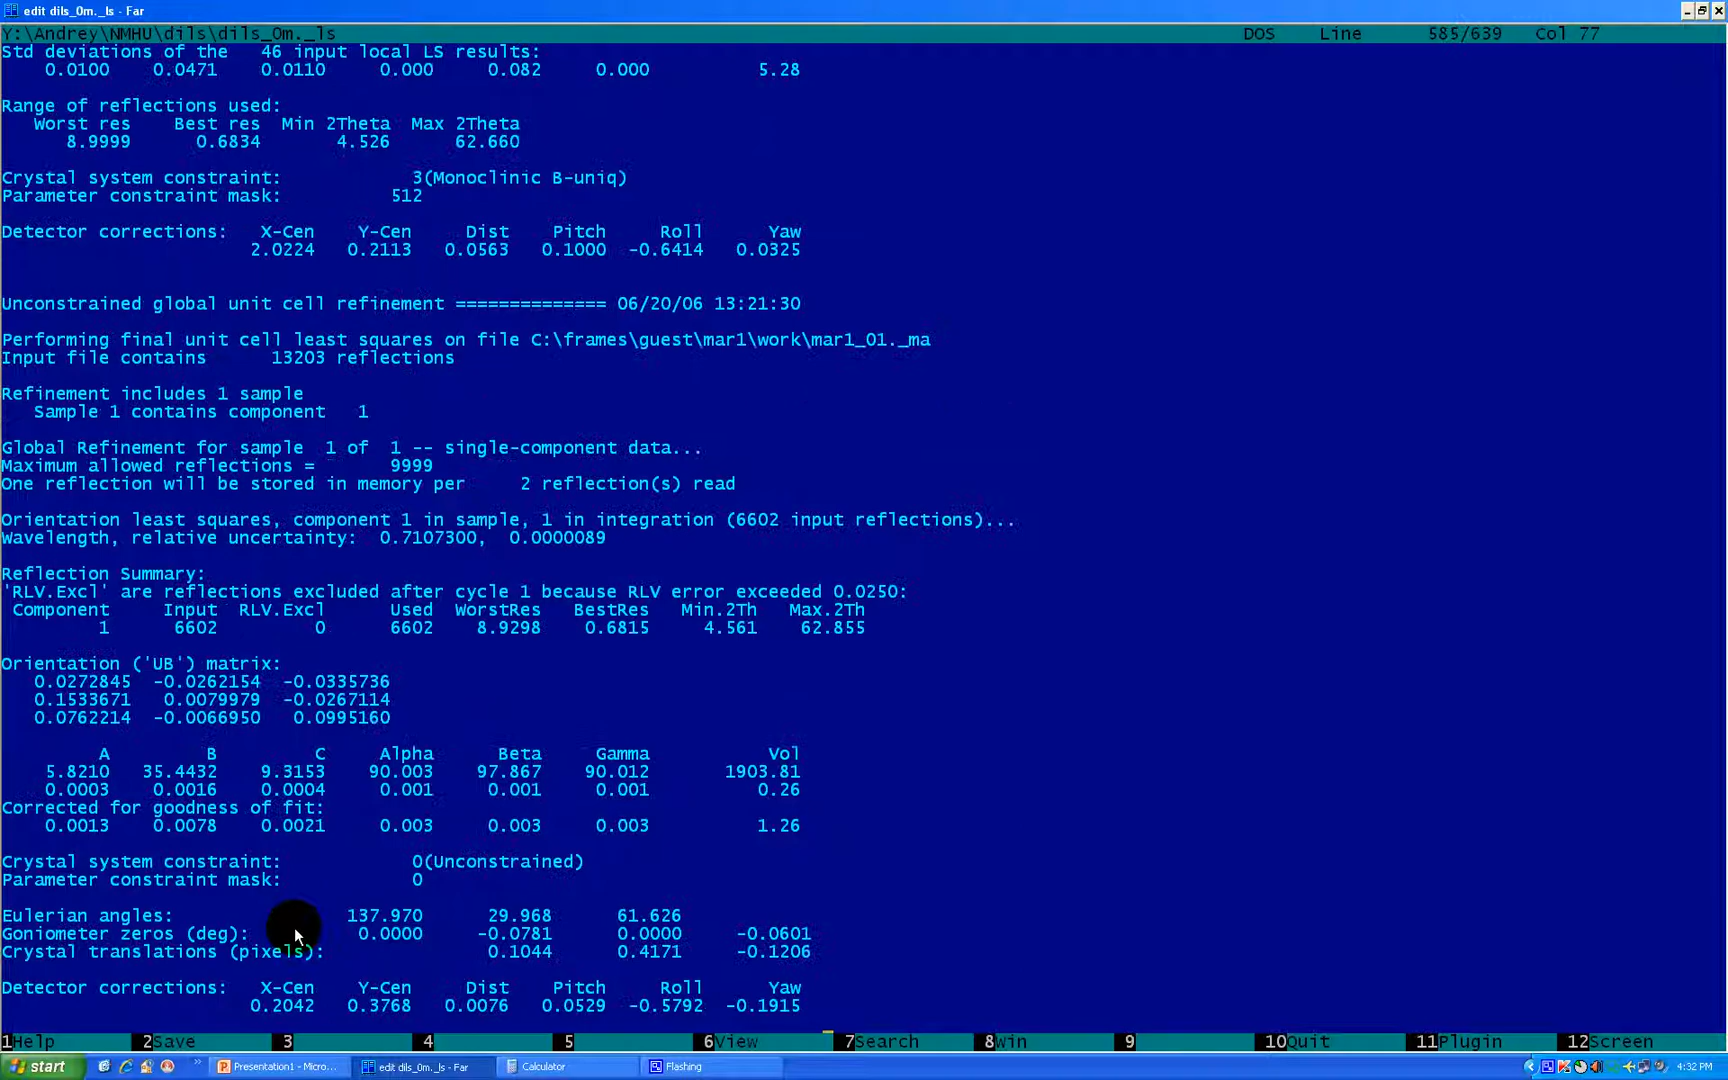 edit dils_0m._ls - Far
Y:\Andrey\NMHU\dils\dils_0m._ls DOS Line 585/639 Col 77
Std deviations of the 46 input local LS results:
0.0100 0.0471 0.0110 0.000 0.082 0.000 5.28
Range of reflections used:
Worst res Best res Min 2Theta Max 2Theta
8.9999 0.6834 4.526 62.660
Crystal system constraint: 3(Monoclinic B-uniq)
Parameter constraint mask: 512
Detector corrections: X-Cen Y-Cen Dist Pitch Roll Yaw
2.0224 0.2113 0.0563 0.1000 -0.6414 0.0325
Unconstrained global unit cell refinement ============== 06/20/06 13:21:30
Performing final unit cell least squares on file C:\frames\guest\mar1\work\mar1_01._ma
Input file contains 13203 reflections
Refinement includes 1 sample
Sample 1 contains component 1
Global Refinement for sample 1 of 1 -- single-component data...
Maximum allowed reflections = 9999
One reflection will be stored in memory per 2 reflection(s) read
Orientation least squares, component 1 in sample, 1 in integration (6602 input reflections)...
Wavelength, relative uncertainty: 0.7107300, 0.0000089
Reflection Summary:
'RLV.Excl' are reflections excluded after cycle 1 because RLV error exceeded 0.0250:
Component Input RLV.Excl Used WorstRes BestRes Min.2Th Max.2Th
1 6602 0 6602 8.9298 0.6815 4.561 62.855
Orientation ('UB') matrix:
0.0272845 -0.0262154 -0.0335736
0.1533671 0.0079979 -0.0267114
0.0762214 -0.0066950 0.0995160
A B C Alpha Beta Gamma Vol
5.8210 35.4432 9.3153 90.003 97.867 90.012 1903.81
0.0003 0.0016 0.0004 0.001 0.001 0.001 0.26
Corrected for goodness of fit:
0.0013 0.0078 0.0021 0.003 0.003 0.003 1.26
Crystal system constraint: 0(Unconstrained)
Parameter constraint mask: 0
Eulerian angles: 137.970 29.968 61.626
Goniometer zeros (deg): 0.0000 -0.0781 0.0000 -0.0601
Crystal translations (pixels): 0.1044 0.4171 -0.1206
Detector corrections: X-Cen Y-Cen Dist Pitch Roll Yaw
0.2042 0.3768 0.0076 0.0529 -0.5792 -0.1915
1Help 2Save 3 4 5 6View 7Search 8Win 9 10Quit 11Plugin 12Screen
start Presentation1 - Micro... edit dils_0m._ls - Far Calculator Flashing 4:32 PM